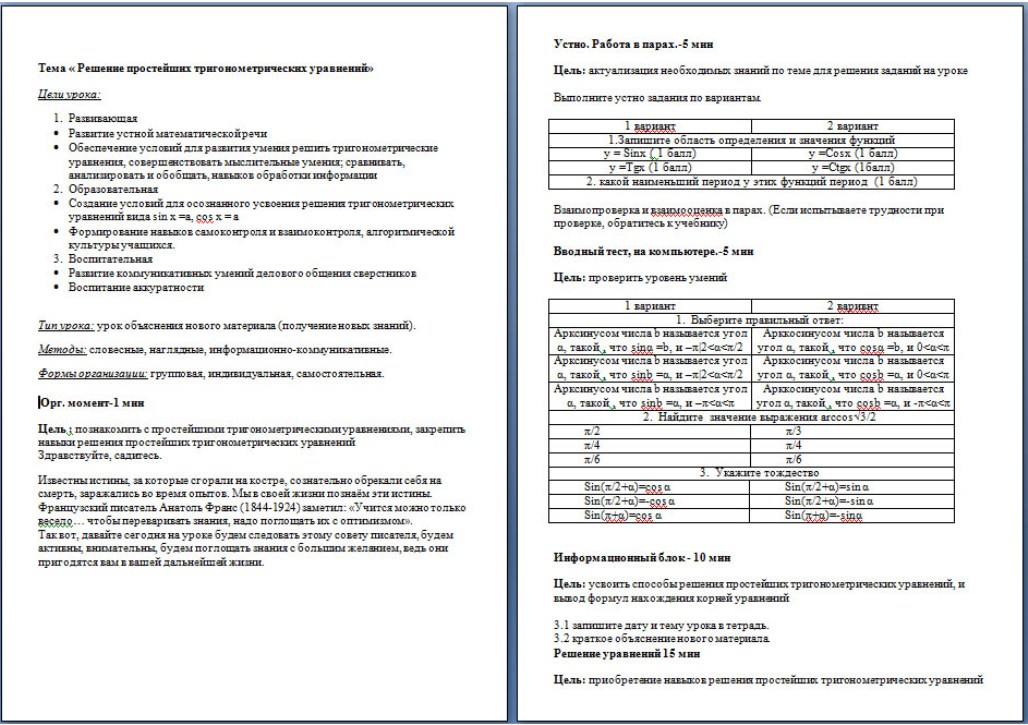 Тема « Решение простейших тригонометрических уравнений»
Цели урока:
1. Развивающая
• Развитие устной математической речи
• Обеспечение условий для развития умения решить тригонометрические
уравнения, совершенствовать мыслительные умения; сравнивать,
анализировать и обобщать, навыков обработки информации
2. Образовательная
• Создание условий для осознанного усвоения решения тригонометрических
уравнений вида sin x =a, cos x = a
• Формирование навыков самоконтроля и взаимоконтроля, алгоритмической
культуры учащихся.
3. Воспитательная
• Развитие коммуникативных умений делового общения сверстников
• Воспитание аккуратности
Тип урока: урок объяснения нового материала (получение новых знаний).
Методы: словесные, наглядные, информационно-коммуникативные.
Формы организации: групповая, индивидуальная, самостоятельная.
Орг. момент-1 мин
Цель: познакомить с простейшими тригонометрическими уравнениями, закрепить
навыки решения простейших тригонометрических уравнений
Здравствуйте, садитесь.
Известны истины, за которые сгорали на костре, сознательно обрекали себя на
смерть, заражались во время опытов. Мы в своей жизни познаём эти истины.
Французский писатель Анатоль Франс (1844-1924) заметил: «Учится можно только
весело… чтобы переваривать знания, надо поглощать их с оптимизмом».
Так вот, давайте сегодня на уроке будем следовать этому совету писателя, будем
активны, внимательны, будем поглощать знания с большим желанием, ведь они
пригодятся вам в вашей дальнейшей жизни.
Устно. Работа в парах.-5 мин
Цель: актуализация необходимых знаний по теме для решения заданий на уроке
Выполните устно задания по вариантам.
1 вариант 2 вариант
1.Запишите область определения и значения функций
y = Sinx ( 1 балл) y =Cosx (1 балл)
y =Tgx (1 балл) y =Ctgx (1балл)
2. какой наименьший период у этих функций период (1 балл)
Взаимопроверка и взаимооценка в парах. (Если испытываете трудности при
проверке, обратитесь к учебнику)
Вводный тест, на компьютере.-5 мин
Цель: проверить уровень умений
1 вариант 2 варивнт
1. Выберите правильный ответ:
Арксинусом числа b называется угол Арккосинусом числа b называется
α, такой , что sinα =b, и –π|2<α<π/2 угол α, такой , что cosα =b, и 0<α<π
Арксинусом числа b называется угол Арккосинусом числа b называется
α, такой , что sinb =α, и –π|2<α<π/2 угол α, такой , что cosb =α, и 0<α<π
Арксинусом числа b называется угол Арккосинусом числа b называется
α, такой , что sinb =α, и –π<α<π угол α, такой , что cosb =α, и -π<α<π
2. Найдите значение выражения arccos√3/2
π/2 π/3
π/4 π/4
π/6 π/6
3. Укажите тождество
Sin(π/2+α)=cos α Sin(π/2+α)=sin α
Sin(π/2+α)=-cos α Sin(π/2+α)=-sin α
Sin(π+α)=cos α Sin(π+α)=-sinα
Информационный блок - 10 мин
Цель: усвоить способы решения простейших тригонометрических уравнений, и
вывод формул нахождения корней уравнений
3.1 запишите дату и тему урока в тетрадь.
3.2 краткое объяснение нового материала.
Решение уравнений 15 мин
Цель: приобретение навыков решения простейших тригонометрических уравнений